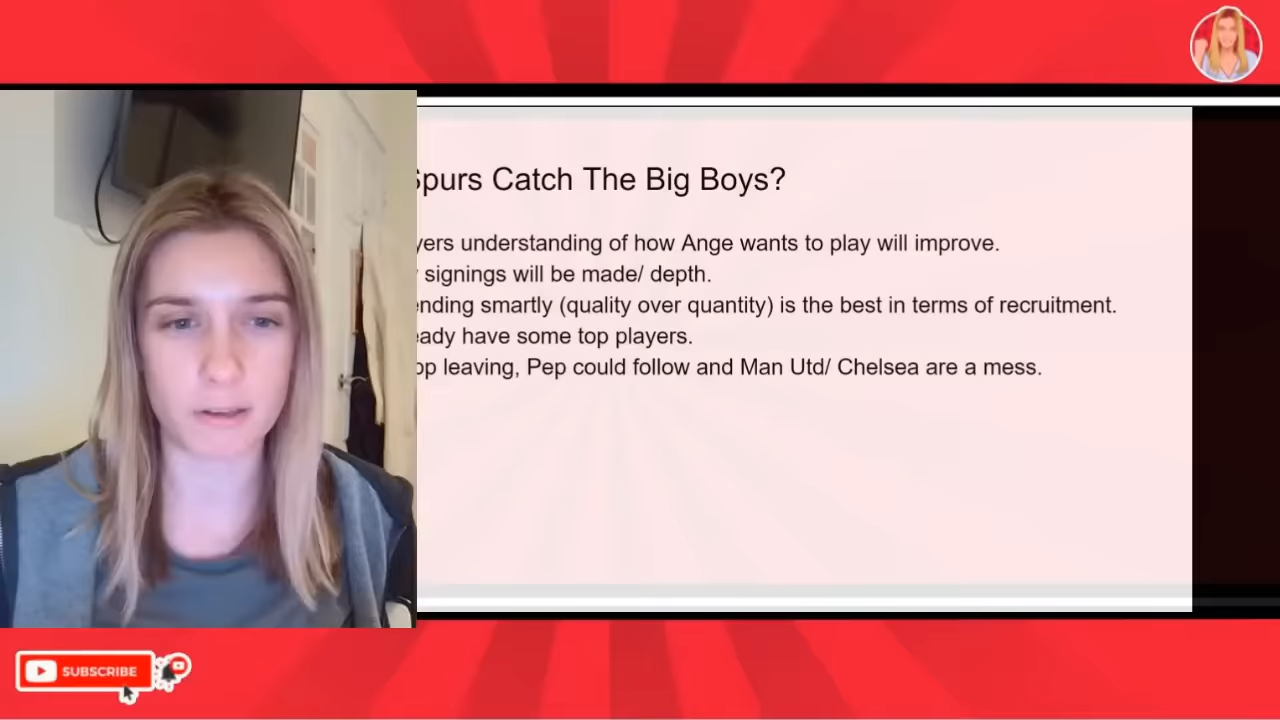 Spurs Catch The Big Boys?
understanding of how Ange wants to play will improve.
signings will be made/ depth.
smartly (quality over quantity) is the best in terms of recruitment.
have some top players.
leaving, Pep could follow and Man Utd/ Chelsea are a mess.
SUBSCRIBE